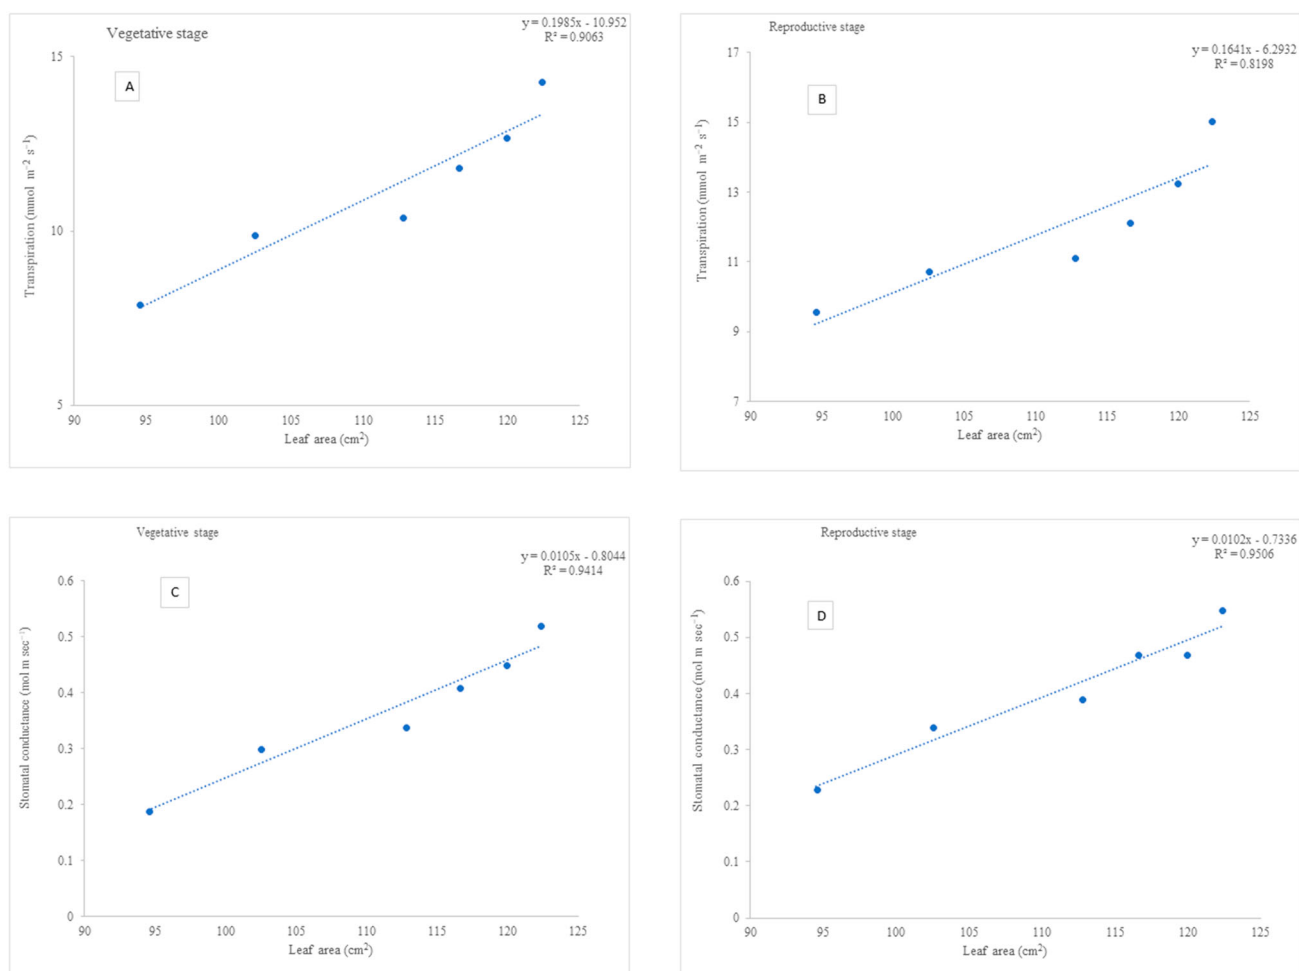 Vegetative stage
y = 0.1985x - 10.952
R² = 0.9063
A
Transpiration (mmol m⁻² s⁻¹)
15
10
5
90 95 100 105 110 115 120 125
Leaf area (cm²)
Reproductive stage
y = 0.1641x - 6.2932
R² = 0.8198
B
Transpiration (mmol m⁻² s⁻¹)
17
15
13
11
9
7
90 95 100 105 110 115 120 125
Leaf area (cm²)
Vegetative stage
y = 0.0105x - 0.8044
R² = 0.9414
C
Stomatal conductance (mol m sec⁻¹)
0.6
0.5
0.4
0.3
0.2
0.1
0
90 95 100 105 110 115 120 125
Leaf area (cm²)
Reproductive stage
y = 0.0102x - 0.7336
R² = 0.9506
D
Stomatal conductance (mol m sec⁻¹)
0.6
0.5
0.4
0.3
0.2
0.1
0
90 95 100 105 110 115 120 125
Leaf area (cm²)